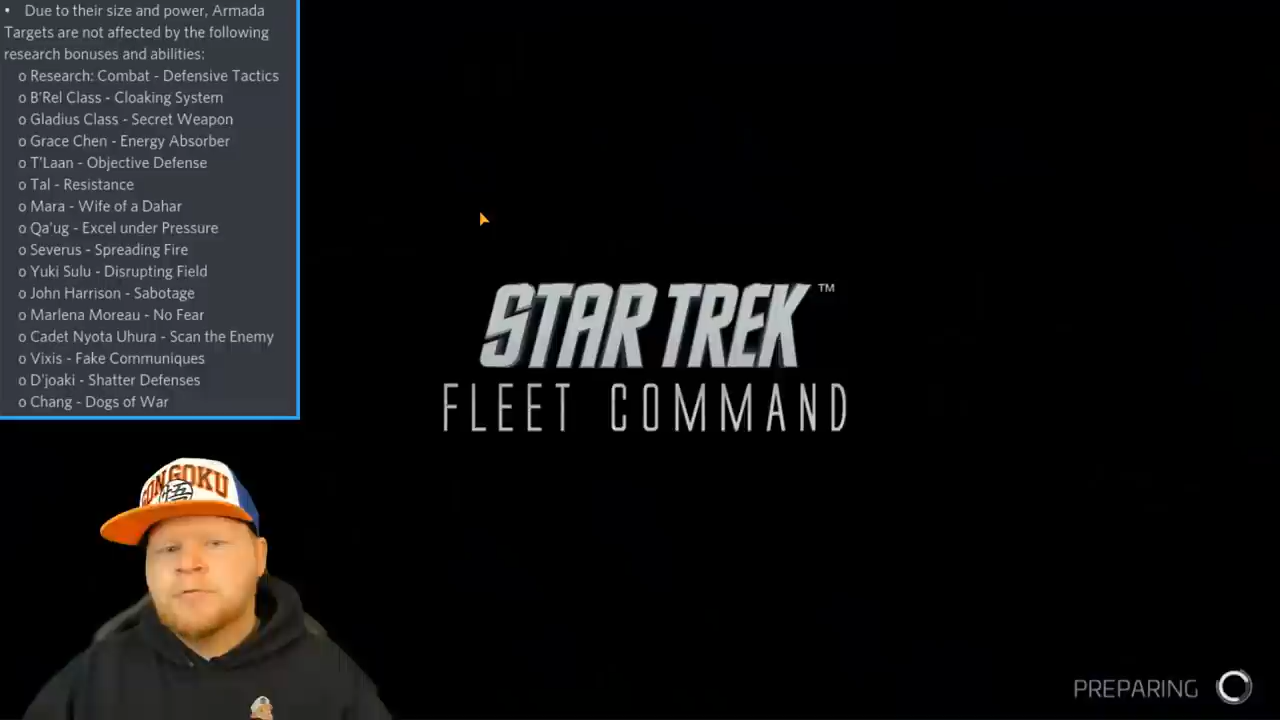 • Due to their size and power, Armada
Targets are not affected by the following
research bonuses and abilities:
o Research: Combat - Defensive Tactics
o B'Rel Class - Cloaking System
o Gladius Class - Secret Weapon
o Grace Chen - Energy Absorber
o T'Laan - Objective Defense
o Tal - Resistance
o Mara - Wife of a Dahar
o Qa'ug - Excel under Pressure
o Severus - Spreading Fire
o Yuki Sulu - Disrupting Field
o John Harrison - Sabotage
o Marlena Moreau - No Fear
o Cadet Nyota Uhura - Scan the Enemy
o Vixis - Fake Communiques
o D'joaki - Shatter Defenses
o Chang - Dogs of War
STAR TREK™
FLEET COMMAND
SONGOKU
悟
PREPARING